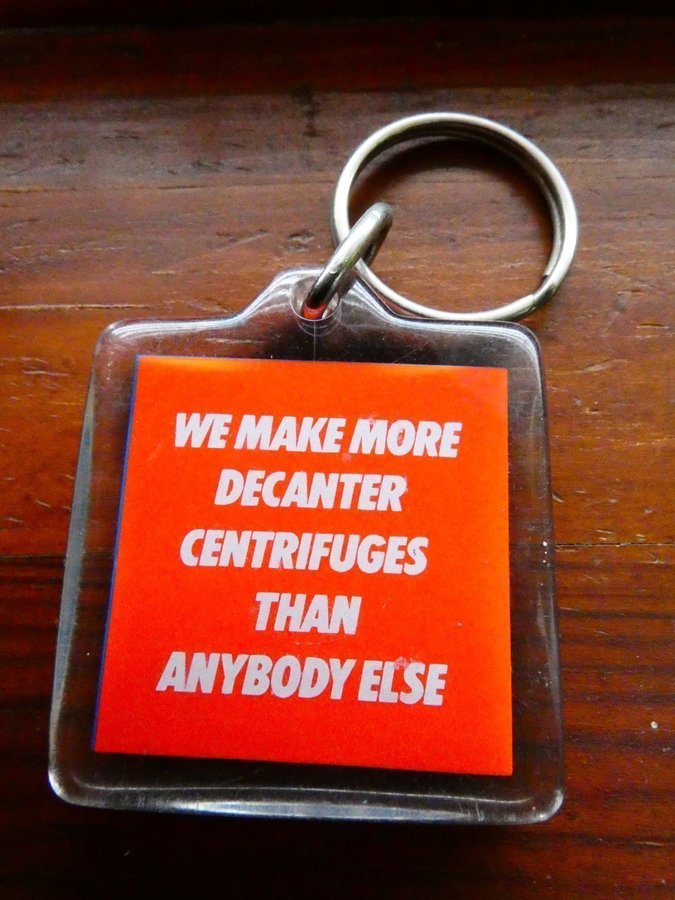 WE MAKE MORE
DECANTER
CENTRIFUGES
THAN
ANYBODY ELSE